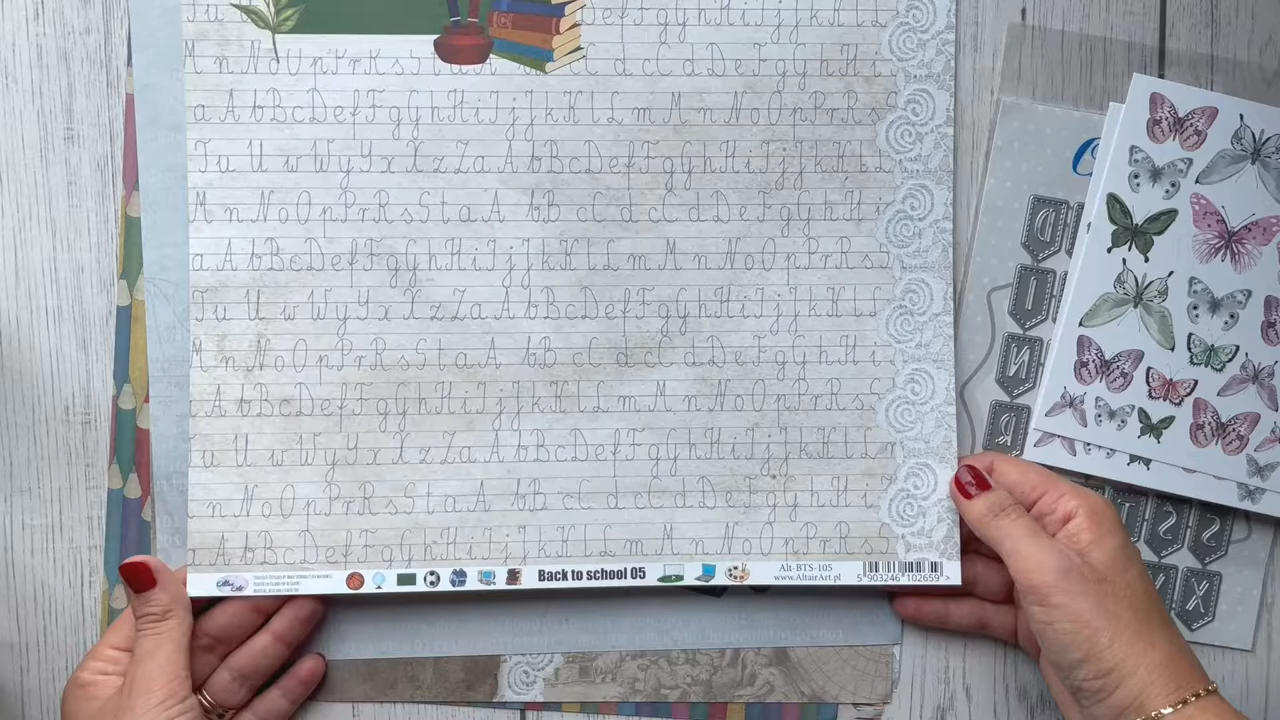 M n N o O p P r R s S t a A b B c C d c C d D e f F g G h H i I j J k K l L
a A b B c D e f F g G h H i I j J j k K l L m M n N o O p P r R s
T u U w W y Y x X z Z a A b B c D e f F g G h H i I j J j k K l L
M n N o O p P r R s S t a A b B c C d c C d D e f F g G h H i
a A b B c D e f F g G h H i I j J j k K l L m M n N o O p P r R s S
T u U w W y Y x X z Z a A b B c D e f F g G h H i I j J j k K l L
M n N o O p P r R s S t a A b B c C d c C d D e f F g G h H i
A b B c D e f F g G h H i I j J j k K l L m M n N o O p P r R s S
u U w W y Y x X z Z a A b B c D e f F g G h H i I j J j k K l L
n N o O p P r R s S t a A b B c C d c C d D e f F g G h H i
A b B c D e f F g G h H i I j J j k K l L m M n N o O p P r R s S
Back to school 05
Alt-BTS-105
www.AltairArt.pl
5 903246 102659 >
D
I
N
R
T
S
S
X